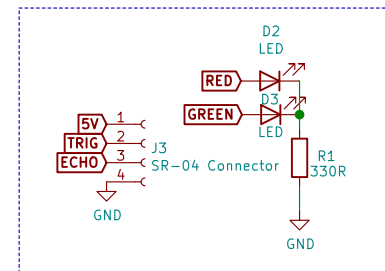 D2
LED
RED
D3
GREEN
LED
5V 1
TRIG 2
J3
ECHO 3
SR-04 Connector
4
GND
R1
330R
GND